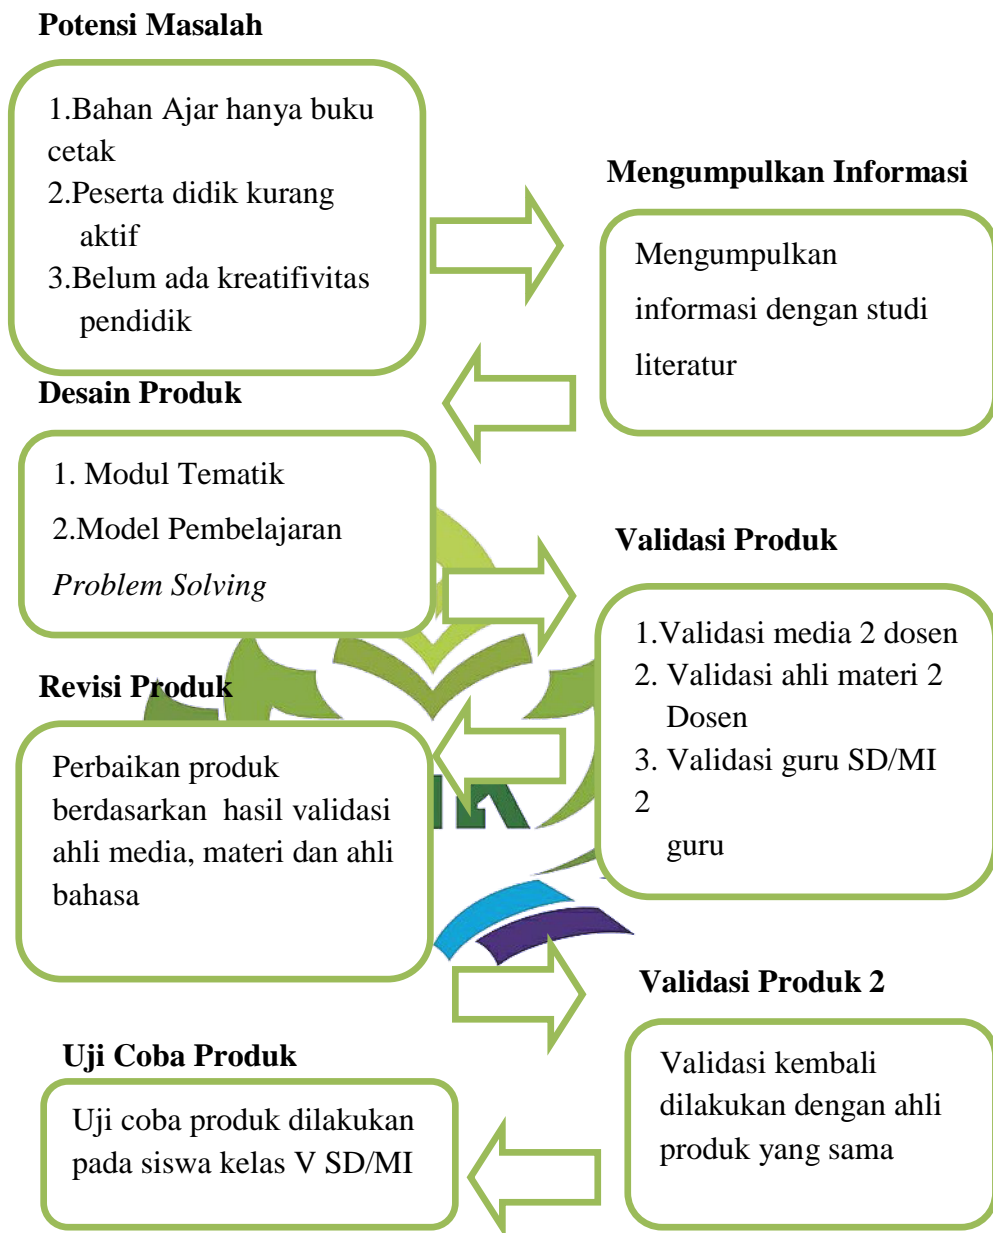 Potensi Masalah
1.Bahan Ajar hanya buku
cetak
2.Peserta didik kurang
aktif
3.Belum ada kreatifivitas
pendidik
Mengumpulkan Informasi
Mengumpulkan
informasi dengan studi
literatur
Desain Produk
1. Modul Tematik
2.Model Pembelajaran
Problem Solving
Validasi Produk
1.Validasi media 2 dosen
2. Validasi ahli materi 2
Dosen
3. Validasi guru SD/MI
2
guru
Revisi Produk
Perbaikan produk
berdasarkan hasil validasi
ahli media, materi dan ahli
bahasa
Validasi Produk 2
Validasi kembali
dilakukan dengan ahli
produk yang sama
Uji Coba Produk
Uji coba produk dilakukan
pada siswa kelas V SD/MI